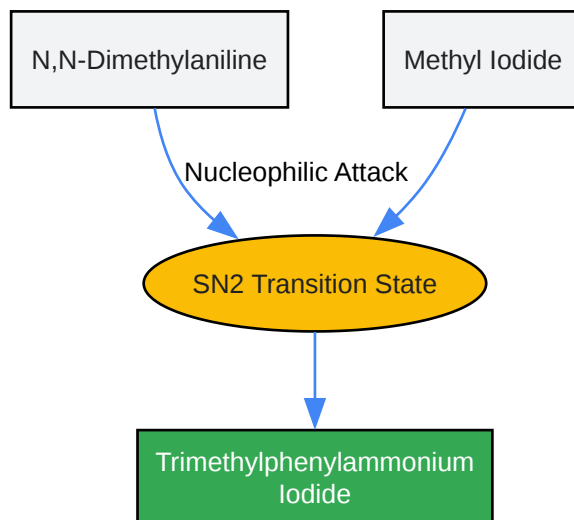 N,N-Dimethylaniline
Methyl Iodide
Nucleophilic Attack
SN2 Transition State
Trimethylphenylammonium
Iodide